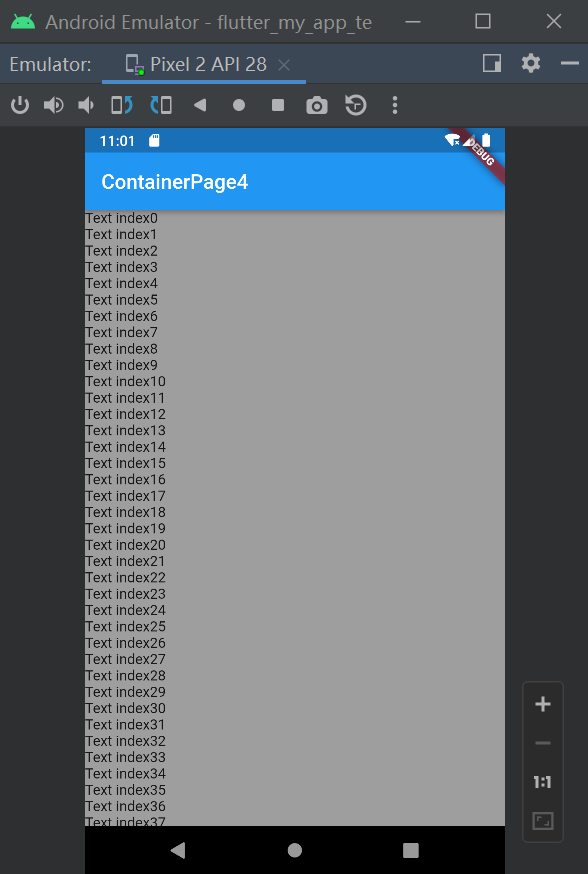 Android Emulator - flutter_my_app_te
Emulator: Pixel 2 API 28
11:01
DEBUG
ContainerPage4
Text index0
Text index1
Text index2
Text index3
Text index4
Text index5
Text index6
Text index7
Text index8
Text index9
Text index10
Text index11
Text index12
Text index13
Text index14
Text index15
Text index16
Text index17
Text index18
Text index19
Text index20
Text index21
Text index22
Text index23
Text index24
Text index25
Text index26
Text index27
Text index28
Text index29
Text index30
Text index31
Text index32
Text index33
Text index34
Text index35
Text index36
Text index37
1:1